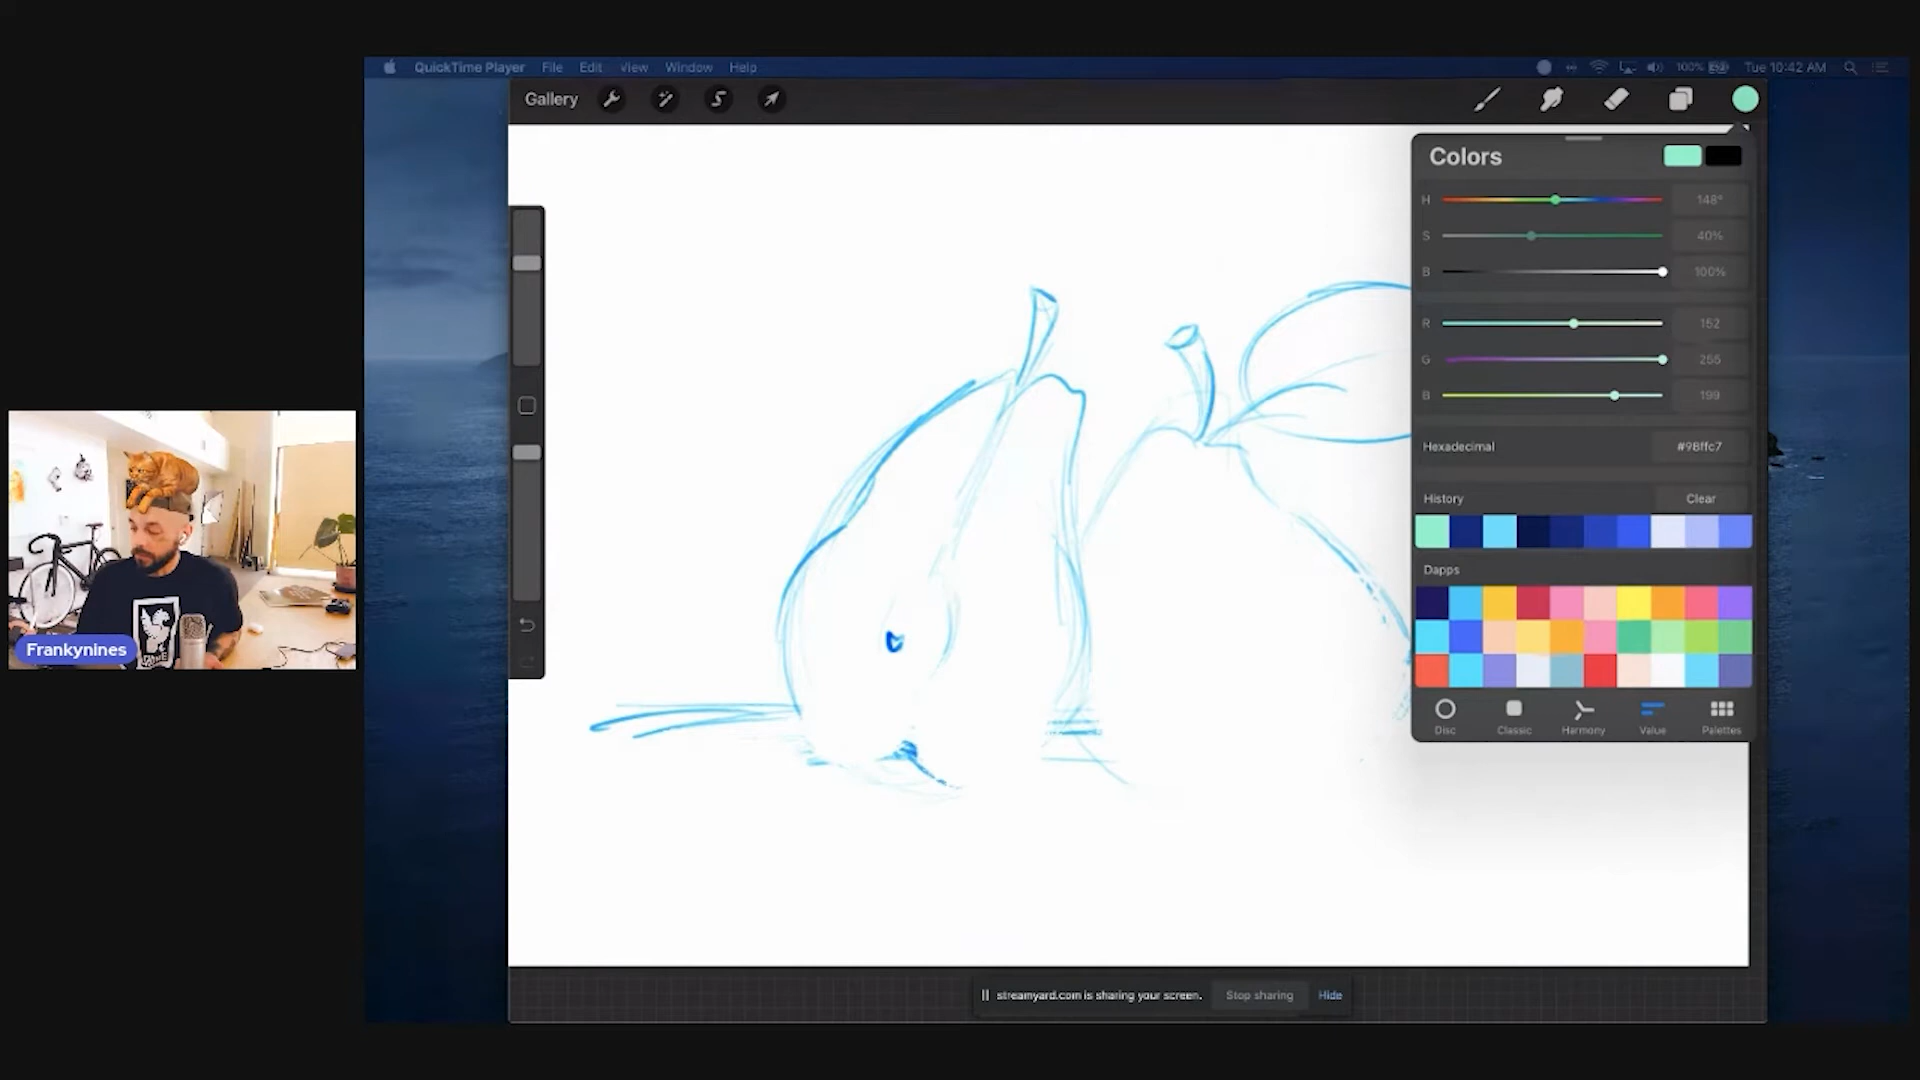 QuickTime Player File Edit View Window Help 100% Tue 10:42 AM
Gallery
Colors
H 148°
S 40%
B 100%
R 152
G 255
B 199
Hexadecimal #98ffc7
History Clear
Dapps
Disc Classic Harmony Value Palettes
Frankynines
streamyard.com is sharing your screen. Stop sharing Hide